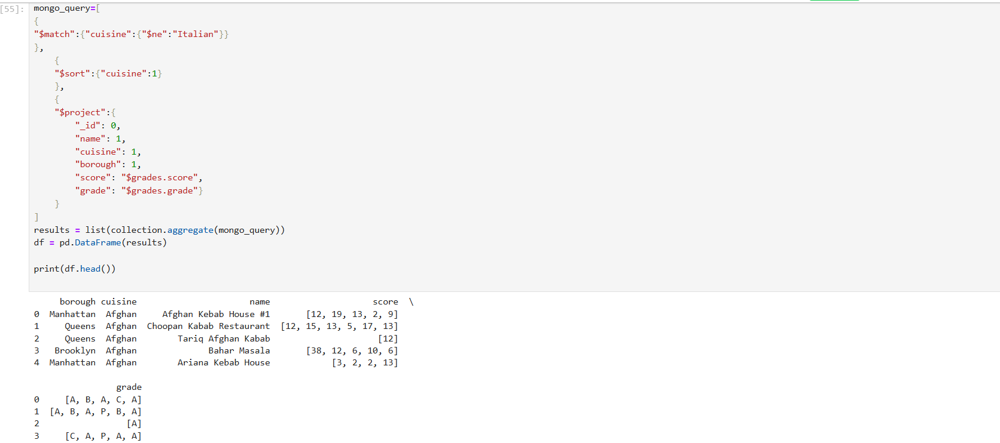 [55]:
mongo_query=[
{
"$match":{"cuisine":{"$ne":"Italian"}}
},
    {
    "$sort":{"cuisine":1}
    },
    {
    "$project":{
        "_id": 0,
        "name": 1,
        "cuisine": 1,
        "borough": 1,
        "score": "$grades.score",
        "grade": "$grades.grade"}
    }
]
results = list(collection.aggregate(mongo_query))
df = pd.DataFrame(results)
print(df.head())
     borough cuisine                      name                    score  \
0  Manhattan  Afghan     Afghan Kebab House #1       [12, 19, 13, 2, 9]
1     Queens  Afghan  Choopan Kabab Restaurant  [12, 15, 13, 5, 17, 13]
2     Queens  Afghan        Tariq Afghan Kabab                     [12]
3   Brooklyn  Afghan              Bahar Masala       [38, 12, 6, 10, 6]
4  Manhattan  Afghan        Ariana Kebab House            [3, 2, 2, 13]
                grade
0     [A, B, A, C, A]
1  [A, B, A, P, B, A]
2                 [A]
3     [C, A, P, A, A]